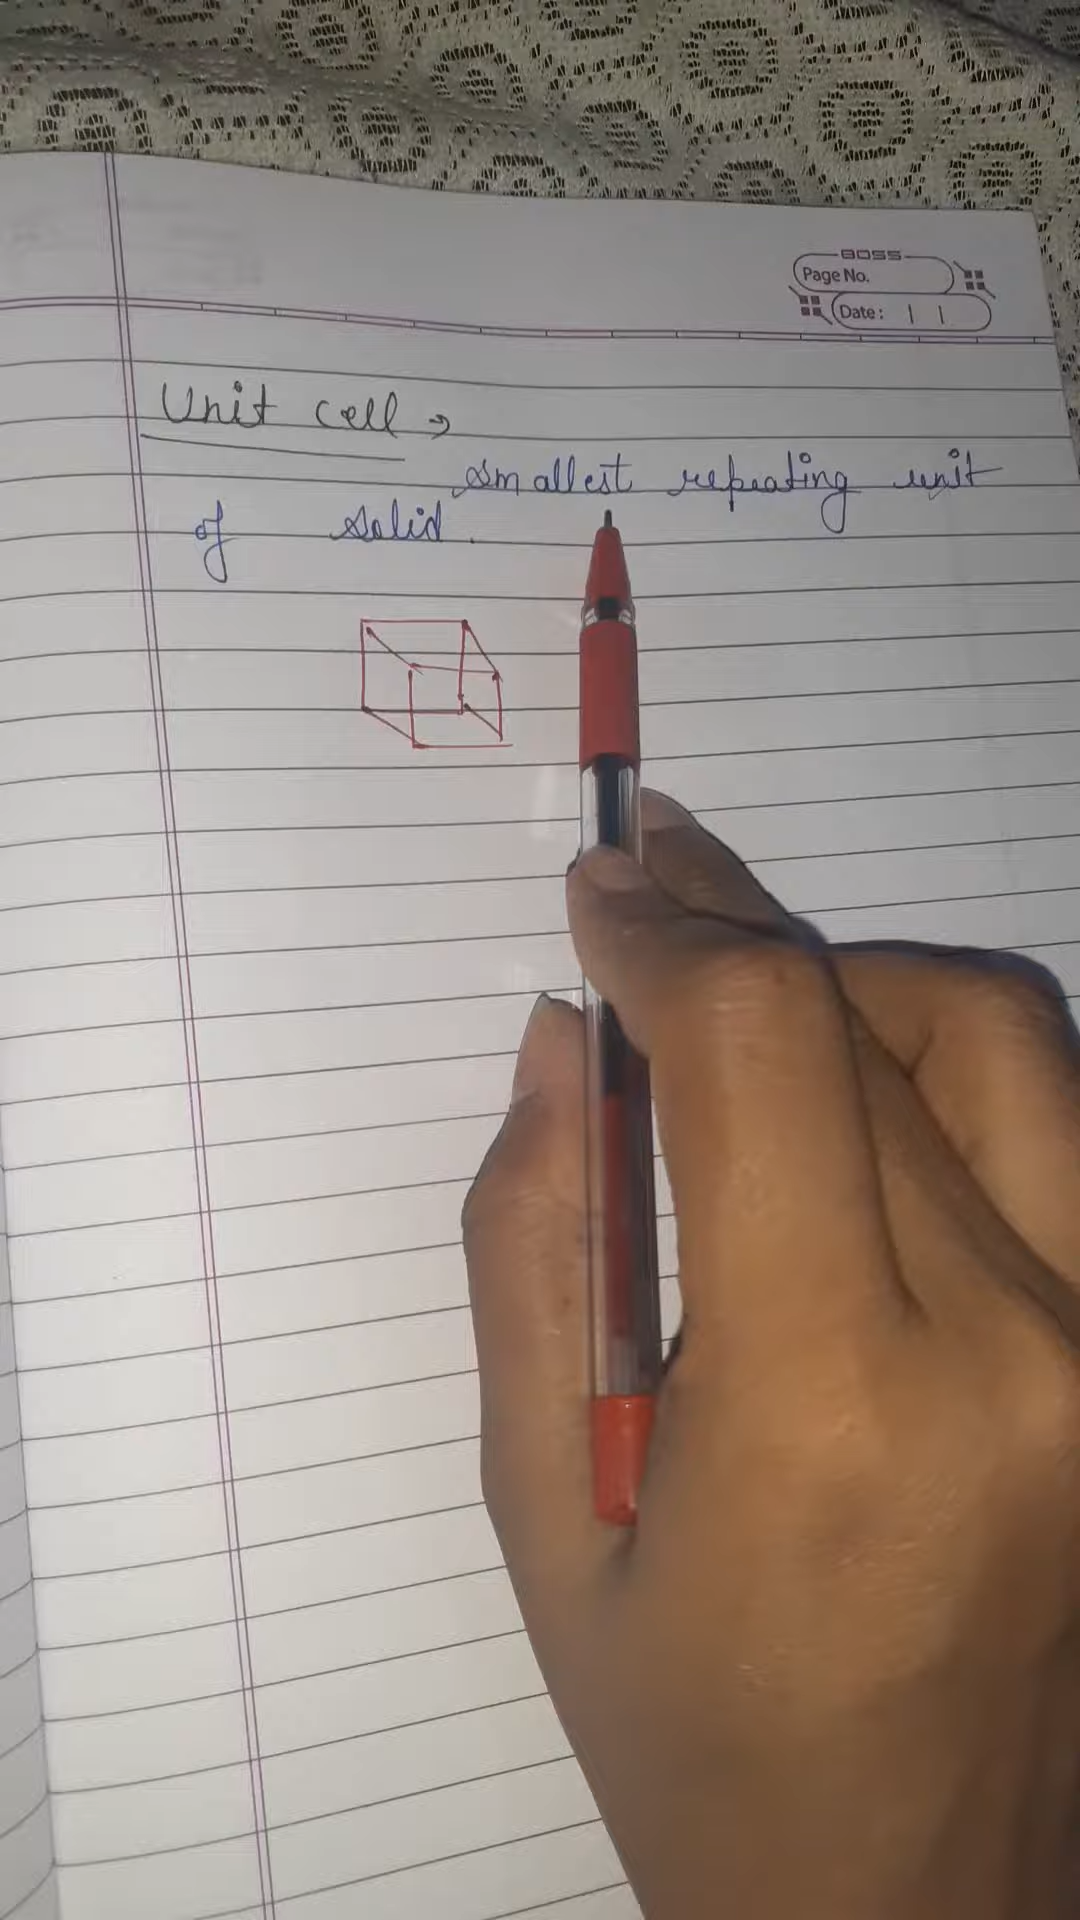 BOSS
Page No.
Date:
Unit cell →
smallest repeating unit
of solid.